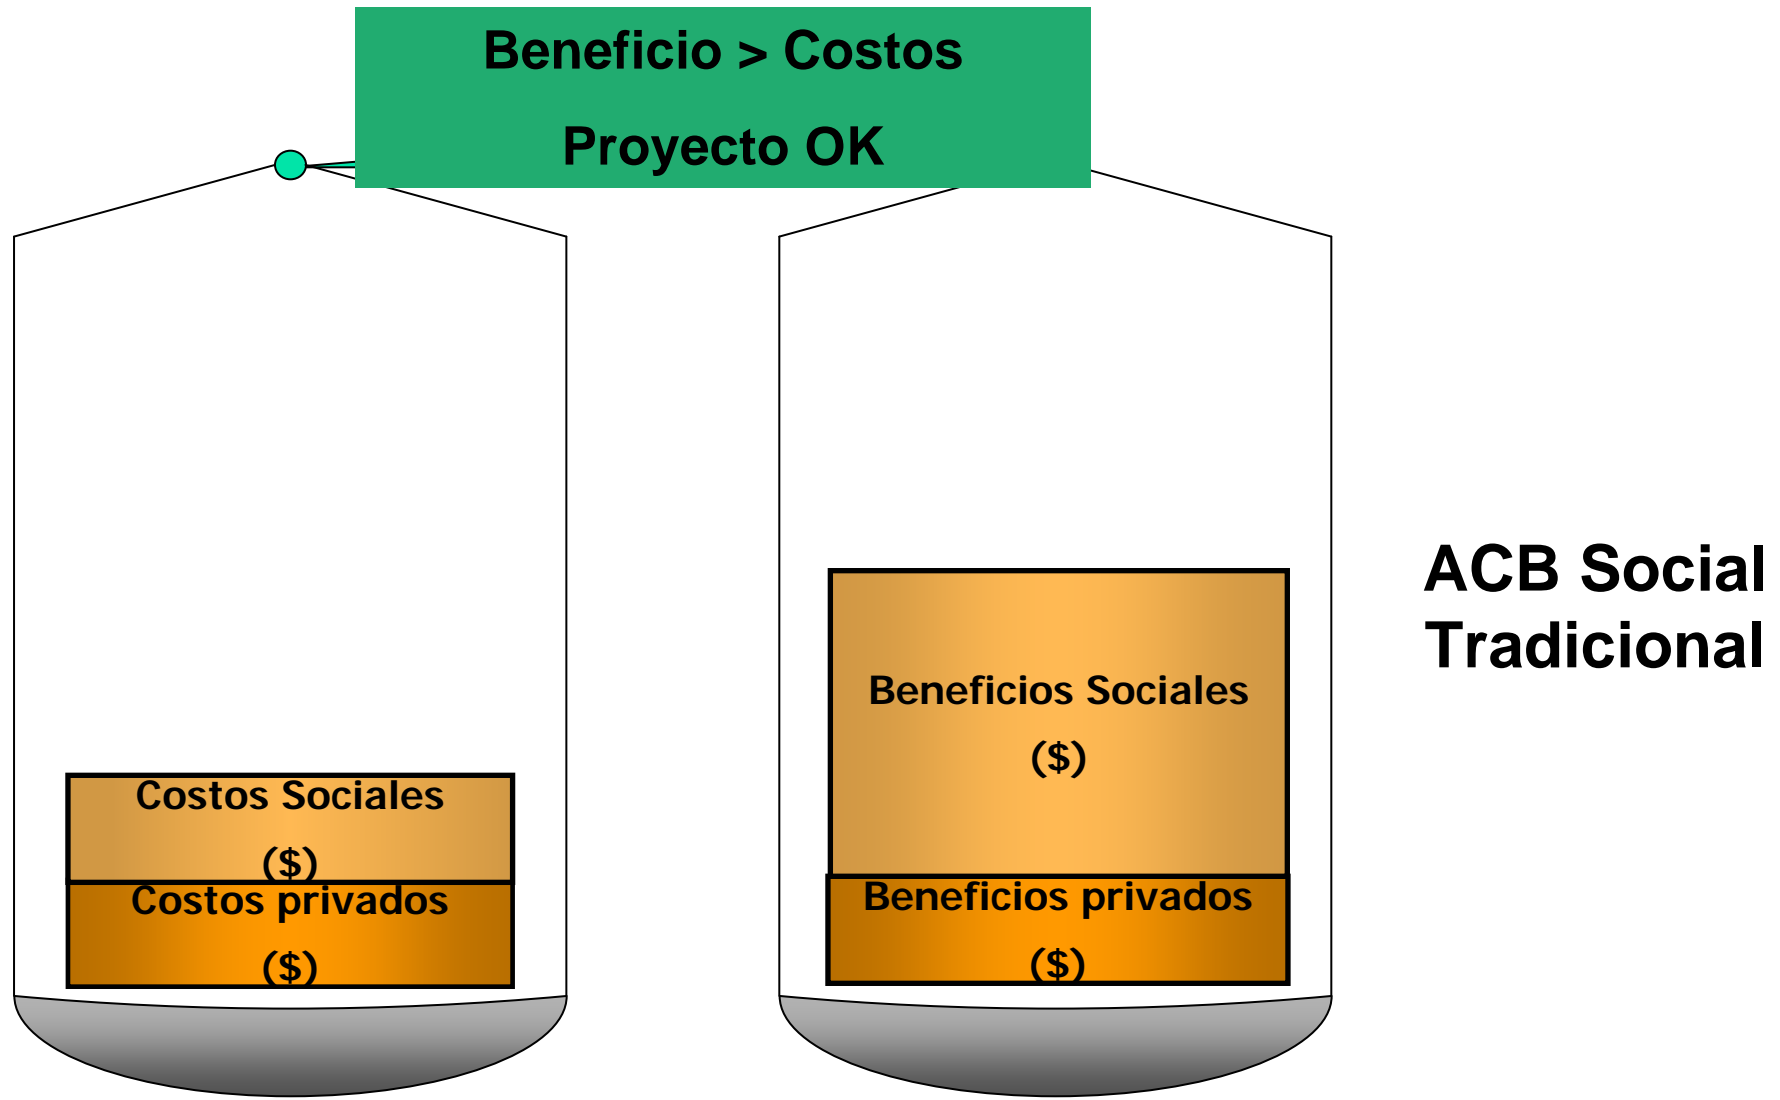 Beneficio > Costos
Proyecto OK
ACB Social
Tradicional
Beneficios Sociales
($)
Costos Sociales
($)
Costos privados
($)
Beneficios privados
($)